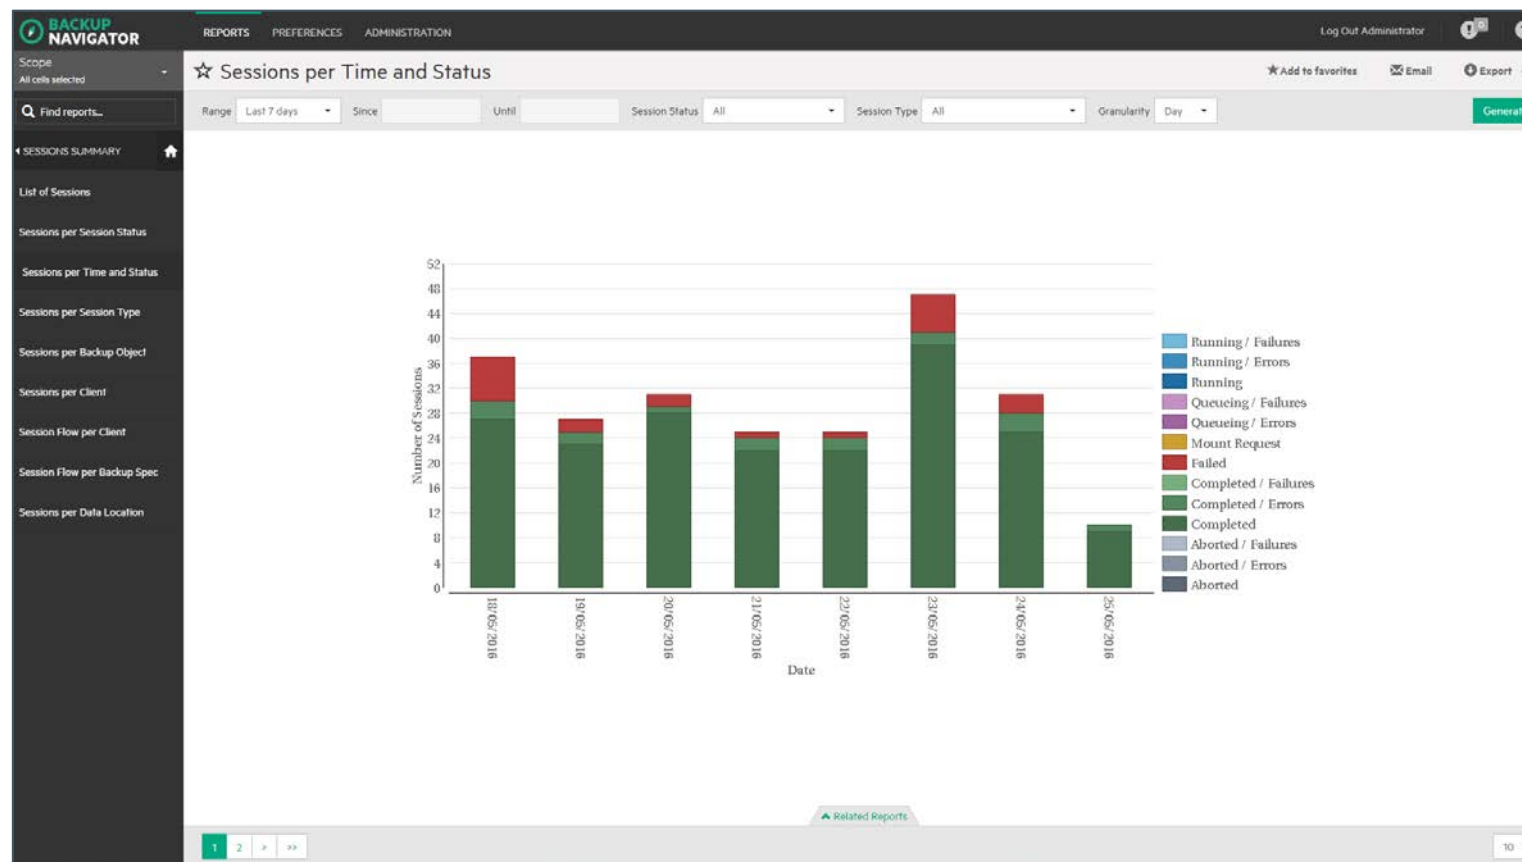 BACKUP
NAVIGATOR
REPORTS PREFERENCES ADMINISTRATION
Log Out Administrator
0
Scope
All cells selected
Sessions per Time and Status
Add to favorites
Email
Export
Find reports...
Range Last 7 days Since Until Session Status All Session Type All Granularity Day
Generat
SESSIONS SUMMARY
List of Sessions
Sessions per Session Status
Sessions per Time and Status
Sessions per Session Type
Sessions per Backup Object
Sessions per Client
Session Flow per Client
Session Flow per Backup Spec
Sessions per Data Location
Number of Sessions
52
48
44
40
36
32
28
24
20
16
12
8
4
0
18/05/2016
19/05/2016
20/05/2016
21/05/2016
22/05/2016
23/05/2016
24/05/2016
25/05/2016
Date
Running / Failures
Running / Errors
Running
Queueing / Failures
Queueing / Errors
Mount Request
Failed
Completed / Failures
Completed / Errors
Completed
Aborted / Failures
Aborted / Errors
Aborted
Related Reports
1 2 > >>
10